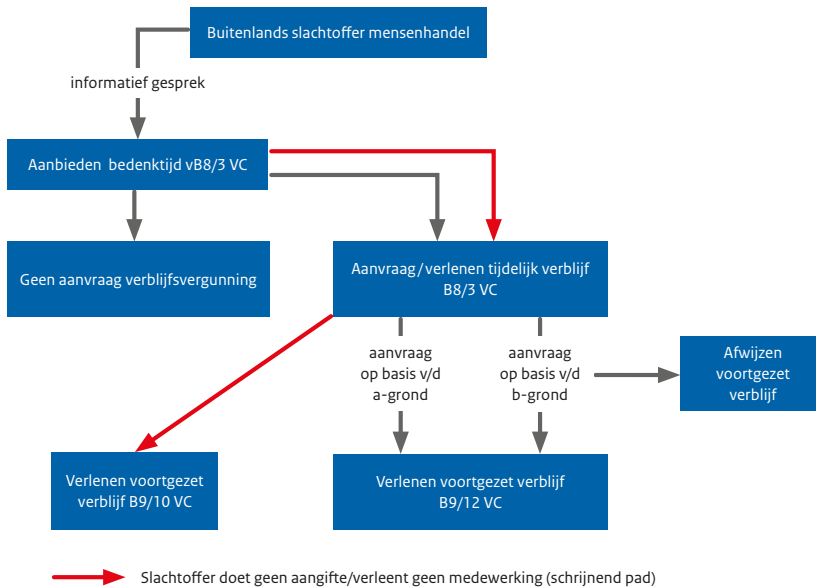 Buitenlands slachtoffer mensenhandel
informatief gesprek
Aanbieden bedenktijd vB8/3 VC
Geen aanvraag verblijfsvergunning
Aanvraag/verlenen tijdelijk verblijf
B8/3 VC
aanvraag
op basis v/d
a-grond
aanvraag
op basis v/d
b-grond
Afwijzen
voortgezet
verblijf
Verlenen voortgezet
verblijf B9/10 VC
Verlenen voortgezet verblijf
B9/12 VC
Slachtoffer doet geen aangifte/verleent geen medewerking (schrijnend pad)